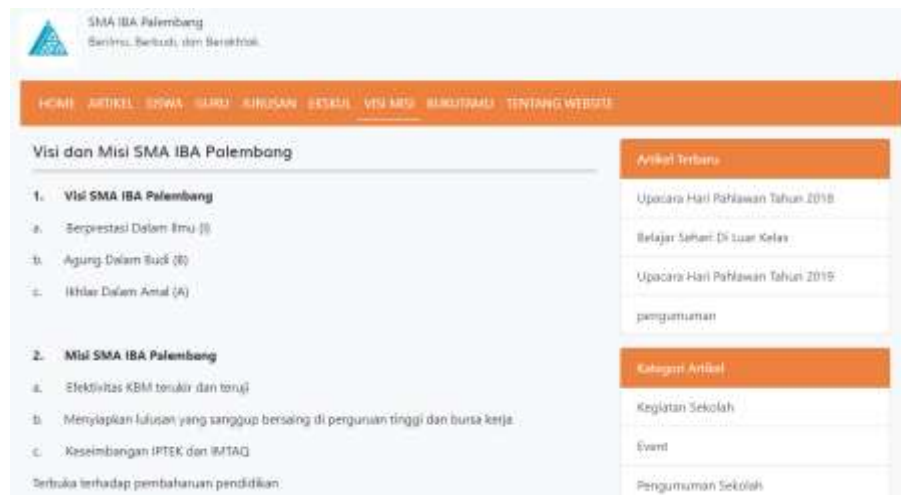 SMA IBA Palembang
Berilmu, Berbudi, dan Berakhlak.
HOME ARTIKEL SISWA GURU JURUSAN EKSKUL VISI MISI BUKUTAMU TENTANG WEBSITE
Visi dan Misi SMA IBA Palembang
1. Visi SMA IBA Palembang
a. Berprestasi Dalam Ilmu (I)
b. Agung Dalam Budi (B)
c. Ikhlas Dalam Amal (A)
2. Misi SMA IBA Palembang
a. Efektivitas KBM terukir dan teruji
b. Menyiapkan lulusan yang sanggup bersaing di perguruan tinggi dan bursa kerja
c. Keseimbangan IPTEK dan IMTAQ
Terbuka terhadap pembaharuan pendidikan
Artikel Terbaru
Upacara Hari Pahlawan Tahun 2018
Belajar Sehari Di Luar Kelas
Upacara Hari Pahlawan Tahun 2019
pengumuman
Kategori Artikel
Kegiatan Sekolah
Event
Pengumuman Sekolah